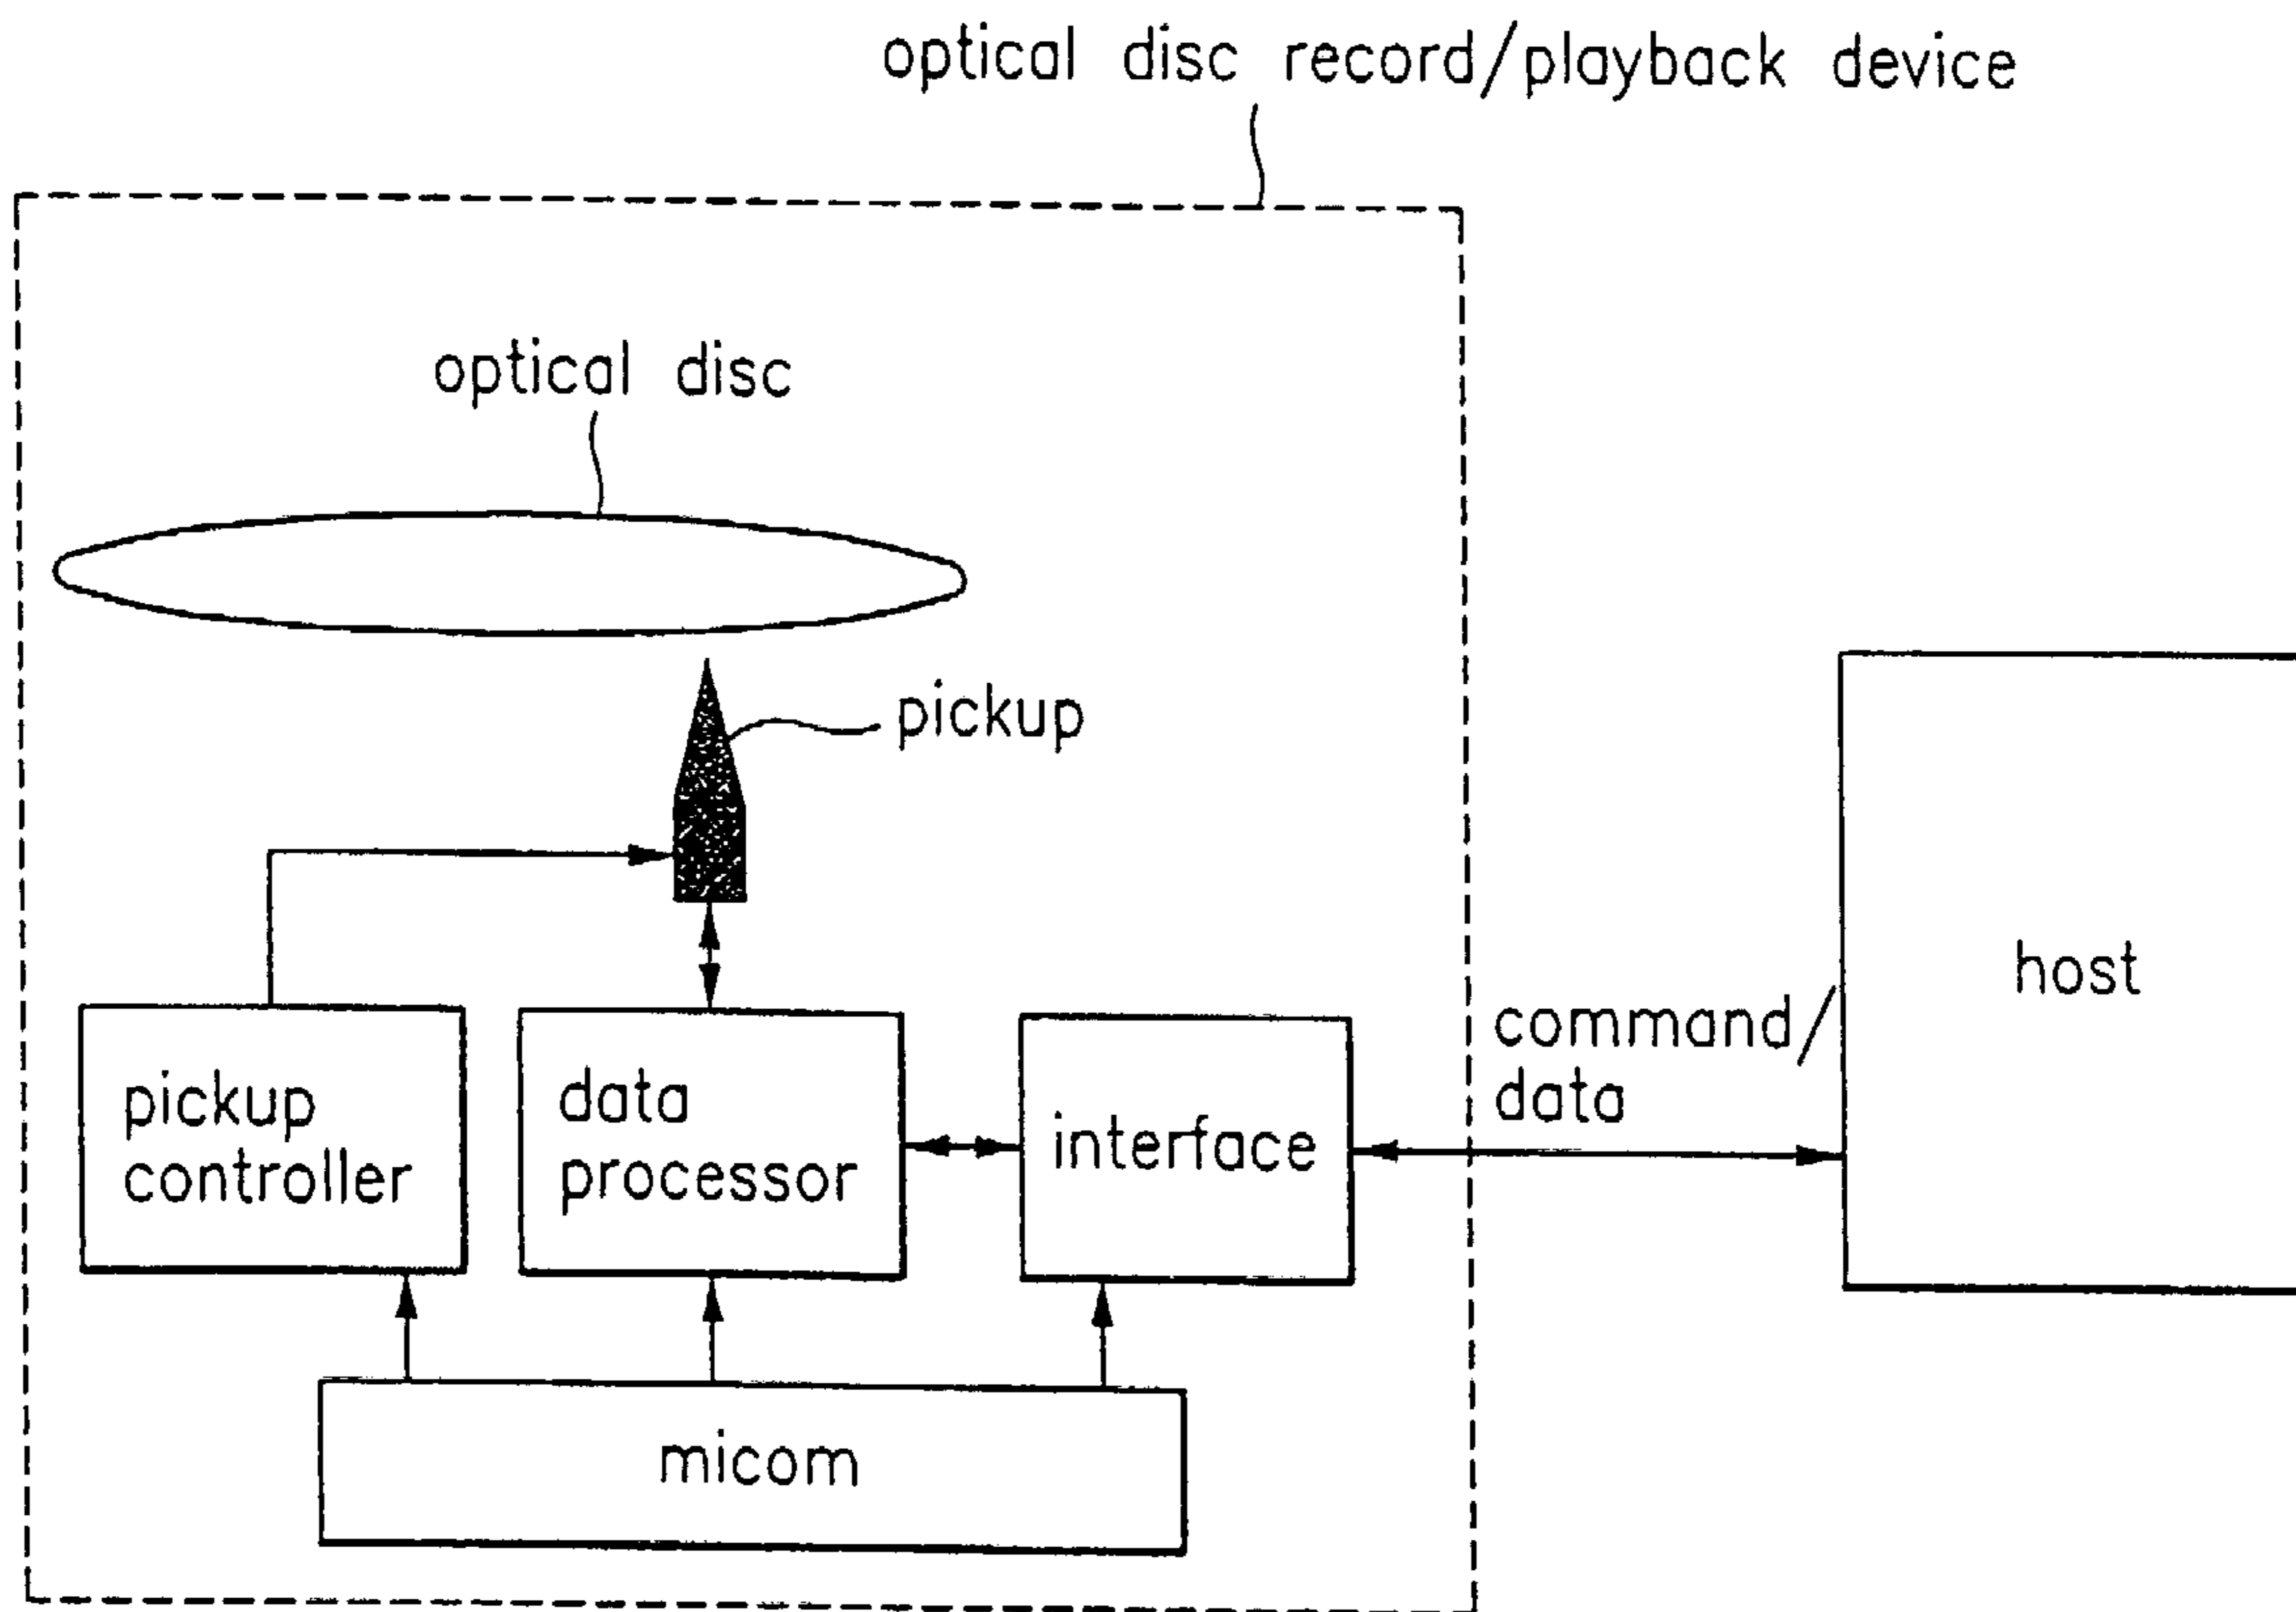 optical disc record/playback device
optical disc
pickup
host
command/
data
pickup
controller
data
processor
interface
micom